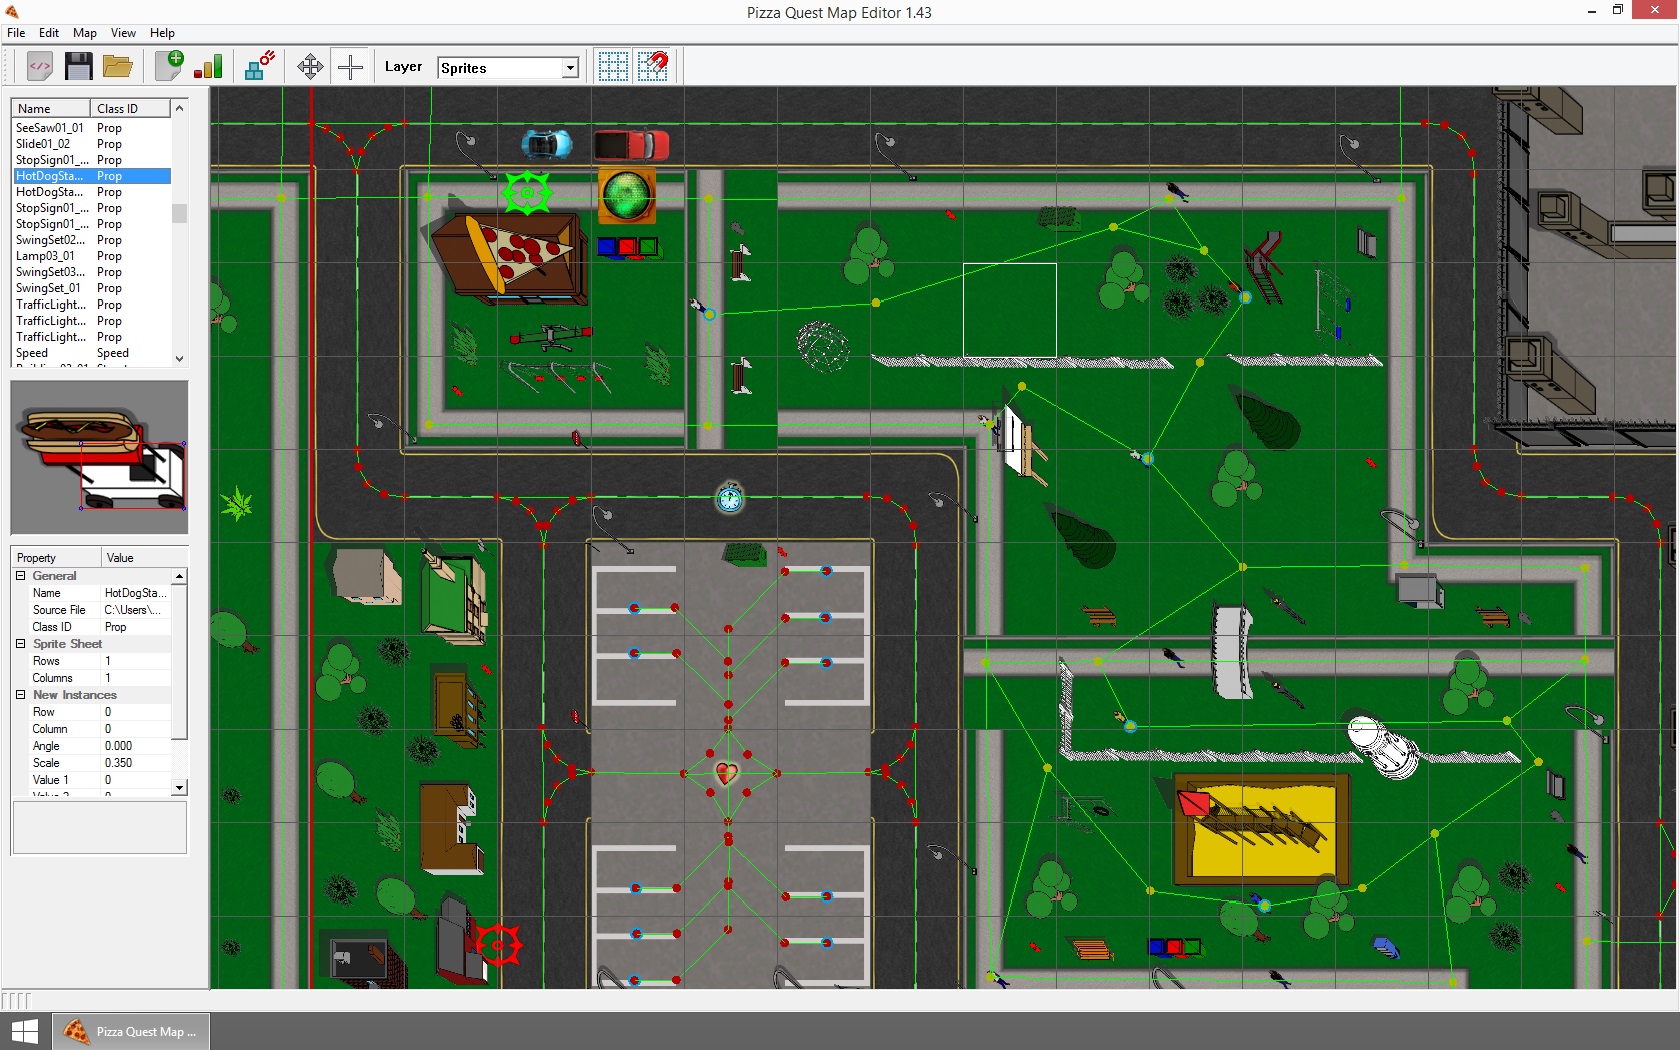 Pizza Quest Map Editor 1.43
File Edit Map View Help
Layer Sprites
Name Class ID
SeeSaw01_01 Prop
Slide01_02 Prop
StopSign01_... Prop
HotDogSta... Prop
HotDogSta... Prop
StopSign01_... Prop
StopSign01_... Prop
SwingSet02... Prop
Lamp03_01 Prop
SwingSet03... Prop
SwingSet_01 Prop
TrafficLight... Prop
TrafficLight... Prop
TrafficLight... Prop
Speed Speed
Property Value
General
Name HotDogSta...
Source File C:\Users\...
Class ID Prop
Sprite Sheet
Rows 1
Columns 1
New Instances
Row 0
Column 0
Angle 0.000
Scale 0.350
Value 1 0
Pizza Quest Map ...